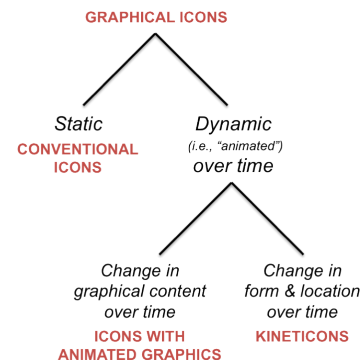 GRAPHICAL ICONS
Static
CONVENTIONAL
ICONS
Dynamic
(i.e., “animated”)
over time
Change in
graphical content
over time
ICONS WITH
ANIMATED GRAPHICS
Change in
form & location
over time
KINETICONS